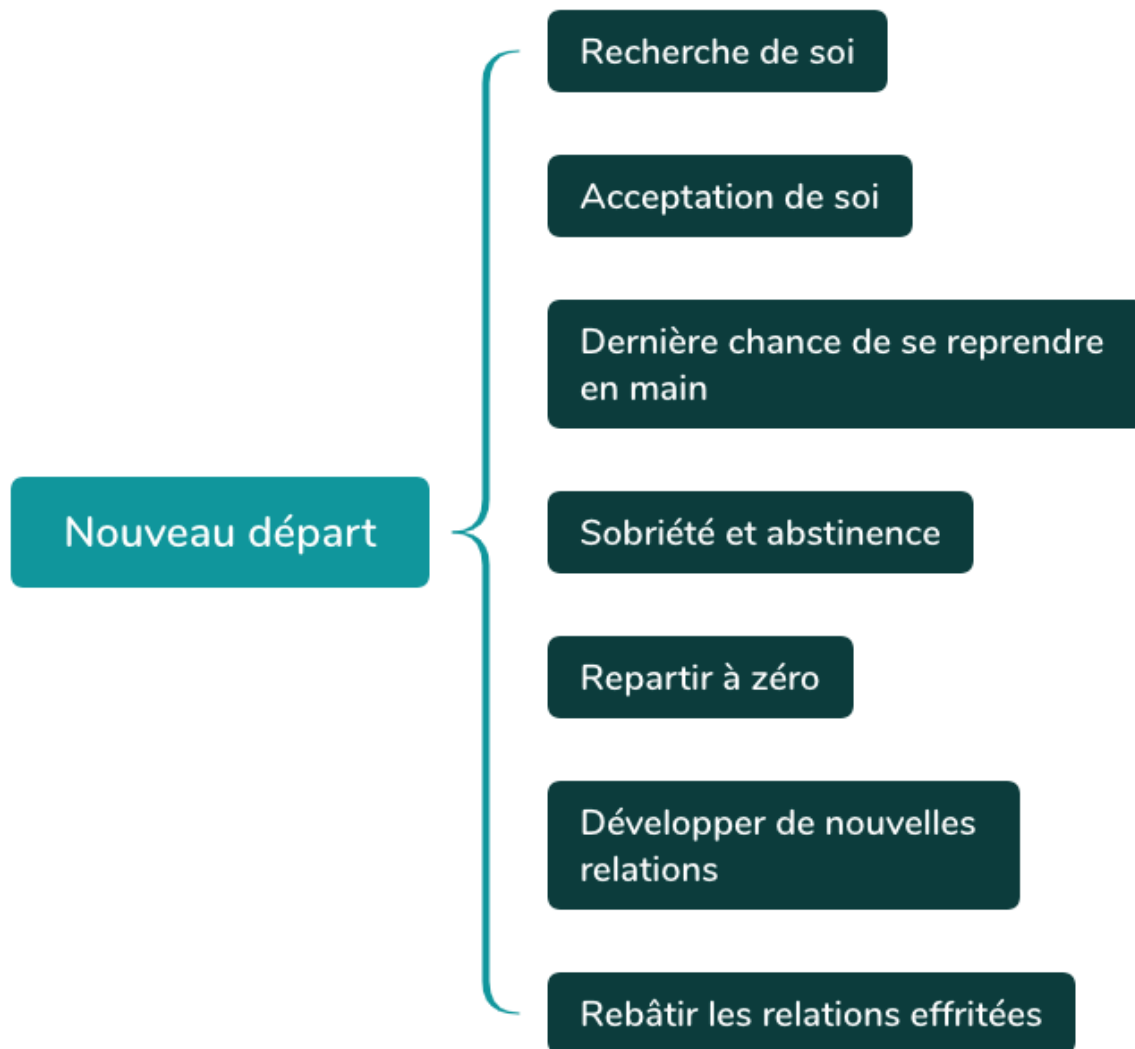 Recherche de soi
Acceptation de soi
Dernière chance de se reprendre
en main
Nouveau départ
Sobriété et abstinence
Repartir à zéro
Développer de nouvelles
relations
Rebâtir les relations effritées